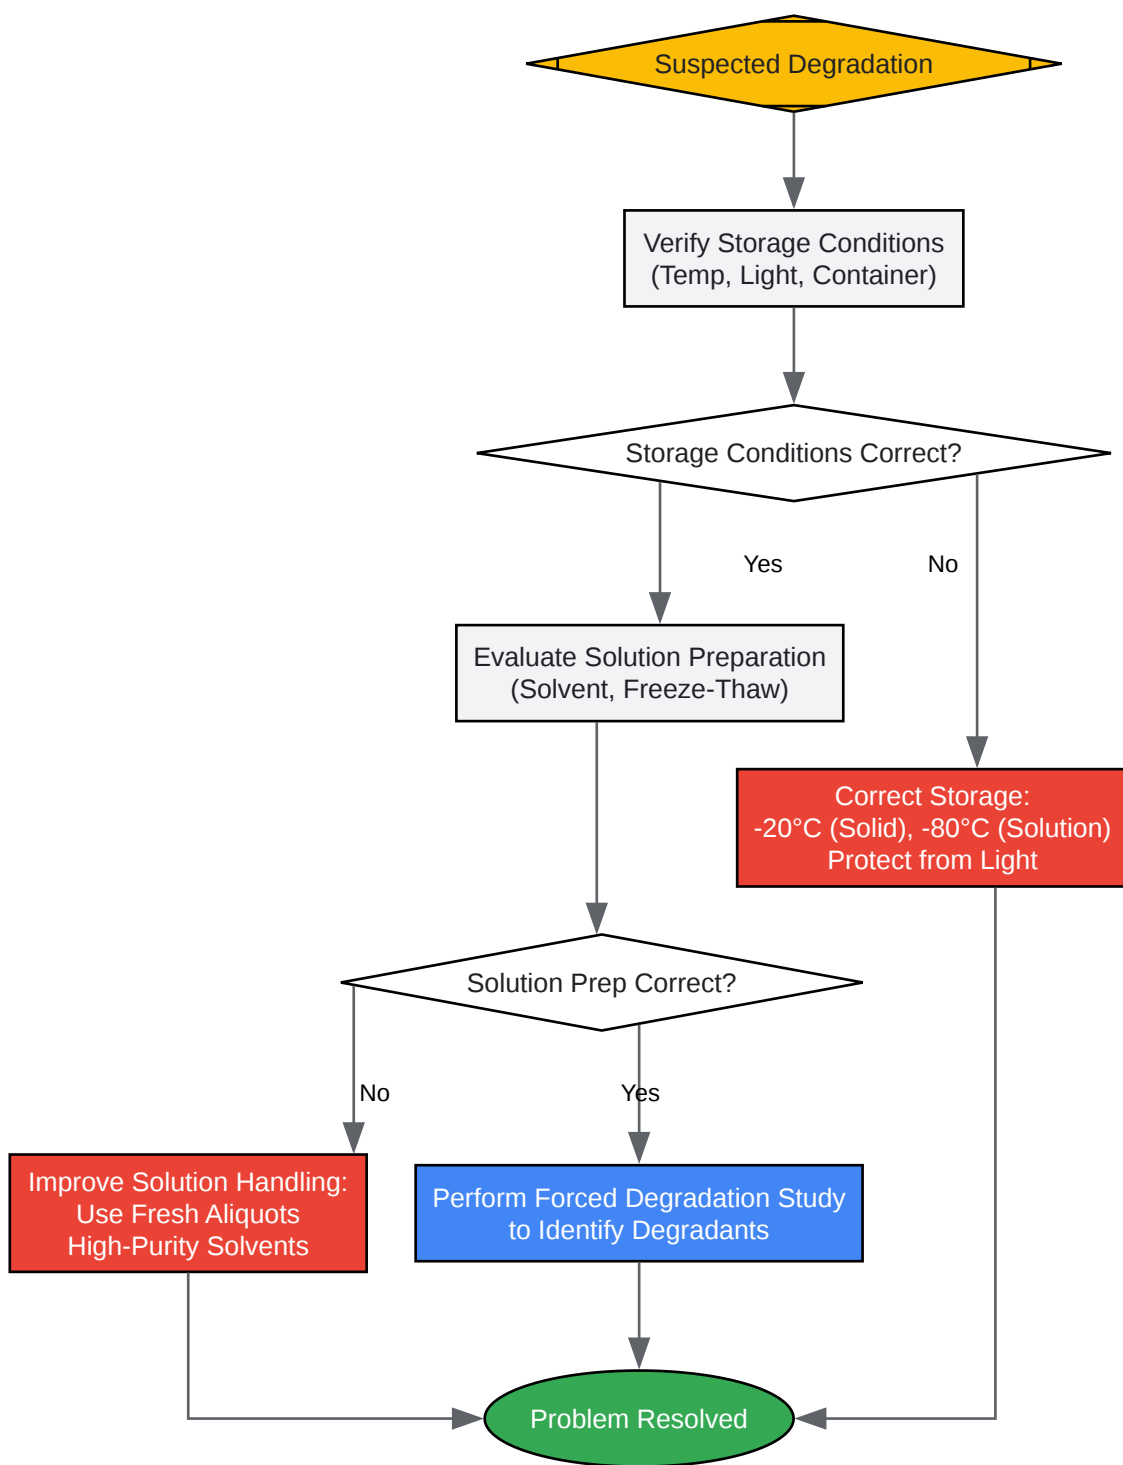 Suspected Degradation
Verify Storage Conditions
(Temp, Light, Container)
Storage Conditions Correct?
Yes
No
Evaluate Solution Preparation
(Solvent, Freeze-Thaw)
Correct Storage:
-20°C (Solid), -80°C (Solution)
Protect from Light
Solution Prep Correct?
No
Yes
Improve Solution Handling:
Use Fresh Aliquots
High-Purity Solvents
Perform Forced Degradation Study
to Identify Degradants
Problem Resolved